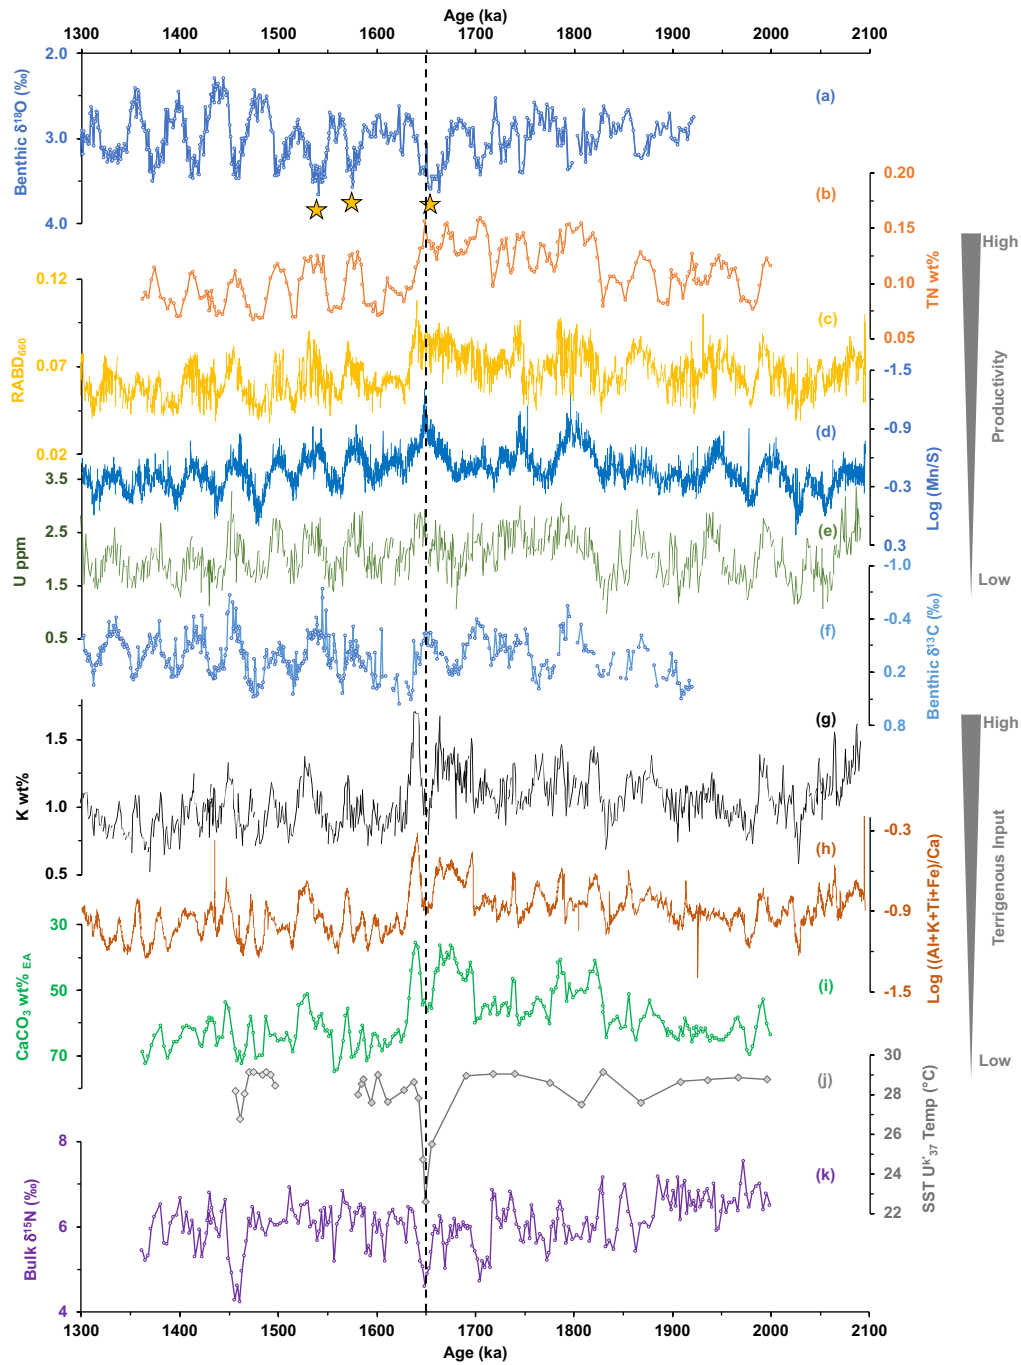 Age (ka)
1300 1400 1500 1600 1700 1800 1900 2000 2100
2.0
3.0
4.0
Benthic δ¹⁸O (‰)
(a)
0.20
0.15
0.10
0.05
TN wt%
(b)
0.12
0.07
0.02
RABD₆₆₀
(c)
-1.5
-0.9
-0.3
0.3
Log (Mn/S)
(d)
3.5
2.5
1.5
0.5
U ppm
(e)
-1.0
-0.4
0.2
0.8
Benthic δ¹³C (‰)
(f)
High
Productivity
Low
1.5
1.0
0.5
K wt%
(g)
-0.3
-0.9
-1.5
Log ((Al+K+Ti+Fe)/Ca)
(h)
30
50
70
CaCO₃ wt% EA
(i)
High
Terrigenous Input
Low
30
28
26
24
22
SST Uᵏ'₃₇ Temp (°C)
(j)
8
6
4
Bulk δ¹⁵N (‰)
(k)
1300 1400 1500 1600 1700 1800 1900 2000 2100
Age (ka)